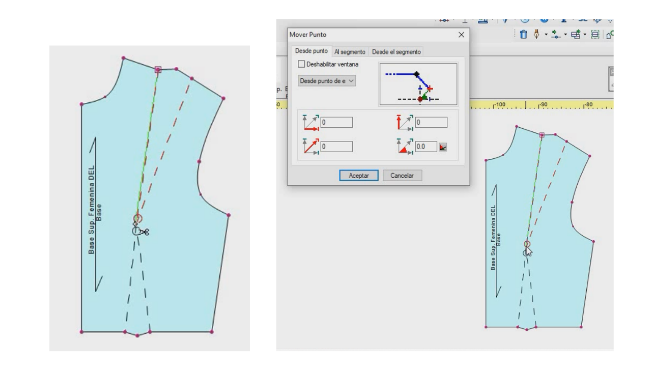 Base Sup. Femenina DEL
Base
Mover Punto
Desde punto
Al segmento
Desde el segmento
Deshabilitar ventana
Desde punto de e
0
0
0
0.0
Aceptar
Cancelar
Base Sup. Femenina DEL
Base